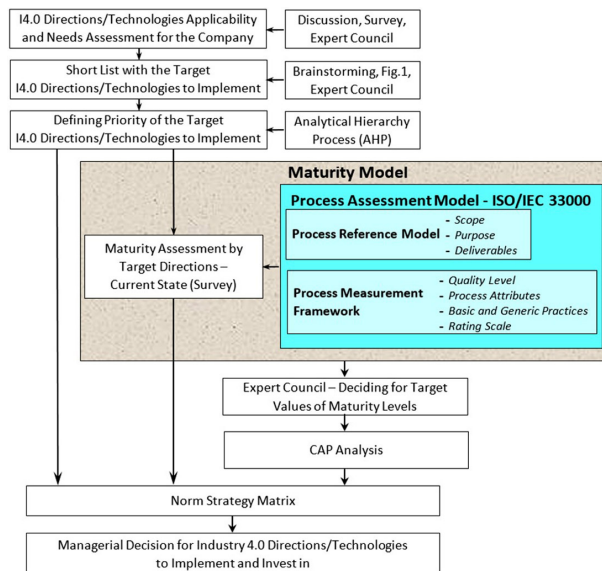 I4.0 Directions/Technologies Applicability
and Needs Assessment for the Company
Discussion, Survey,
Expert Council
Short List with the Target
I4.0 Directions/Technologies to Implement
Brainstorming, Fig.1,
Expert Council
Defining Priority of the Target
I4.0 Directions/Technologies to Implement
Analytical Hierarchy
Process (AHP)
Maturity Model
Process Assessment Model - ISO/IEC 33000
Process Reference Model
- Scope
- Purpose
- Deliverables
Maturity Assessment by
Target Directions –
Current State (Survey)
Process Measurement
Framework
- Quality Level
- Process Attributes
- Basic and Generic Practices
- Rating Scale
Expert Council – Deciding for Target
Values of Maturity Levels
CAP Analysis
Norm Strategy Matrix
Managerial Decision for Industry 4.0 Directions/Technologies
to Implement and Invest in